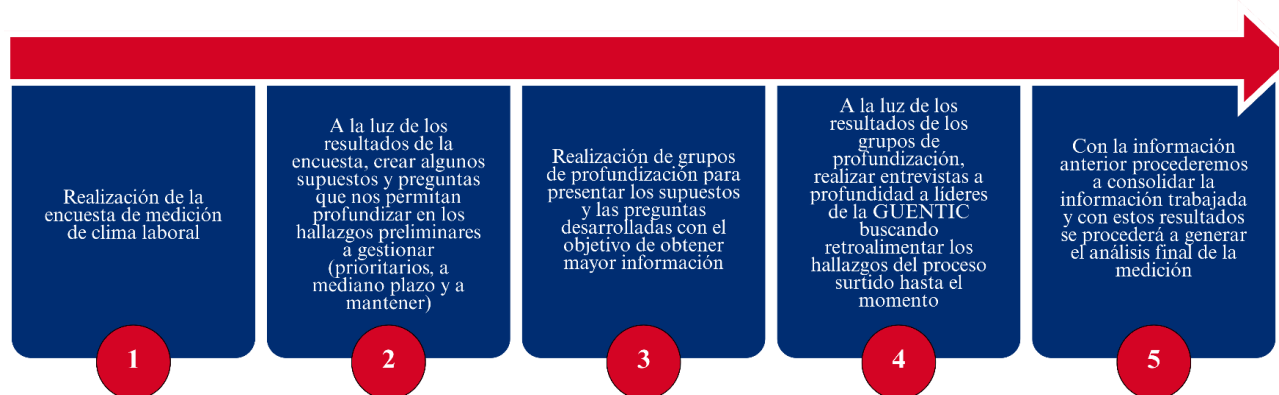 Realización de la
encuesta de medición
de clima laboral
1
A la luz de los
resultados de la
encuesta, crear algunos
supuestos y preguntas
que nos permitan
profundizar en los
hallazgos preliminares
a gestionar
(prioritarios, a
mediano plazo y a
mantener)
2
Realización de grupos
de profundización para
presentar los supuestos
y las preguntas
desarrolladas con el
objetivo de obtener
mayor información
3
A la luz de los
resultados de los
grupos de
profundización,
realizar entrevistas a
profundidad a líderes
de la GUENTIC
buscando
retroalimentar los
hallazgos del proceso
surtido hasta el
momento
4
Con la información
anterior procederemos
a consolidar la
información trabajada
y con estos resultados
se procederá a generar
el análisis final de la
medición
5